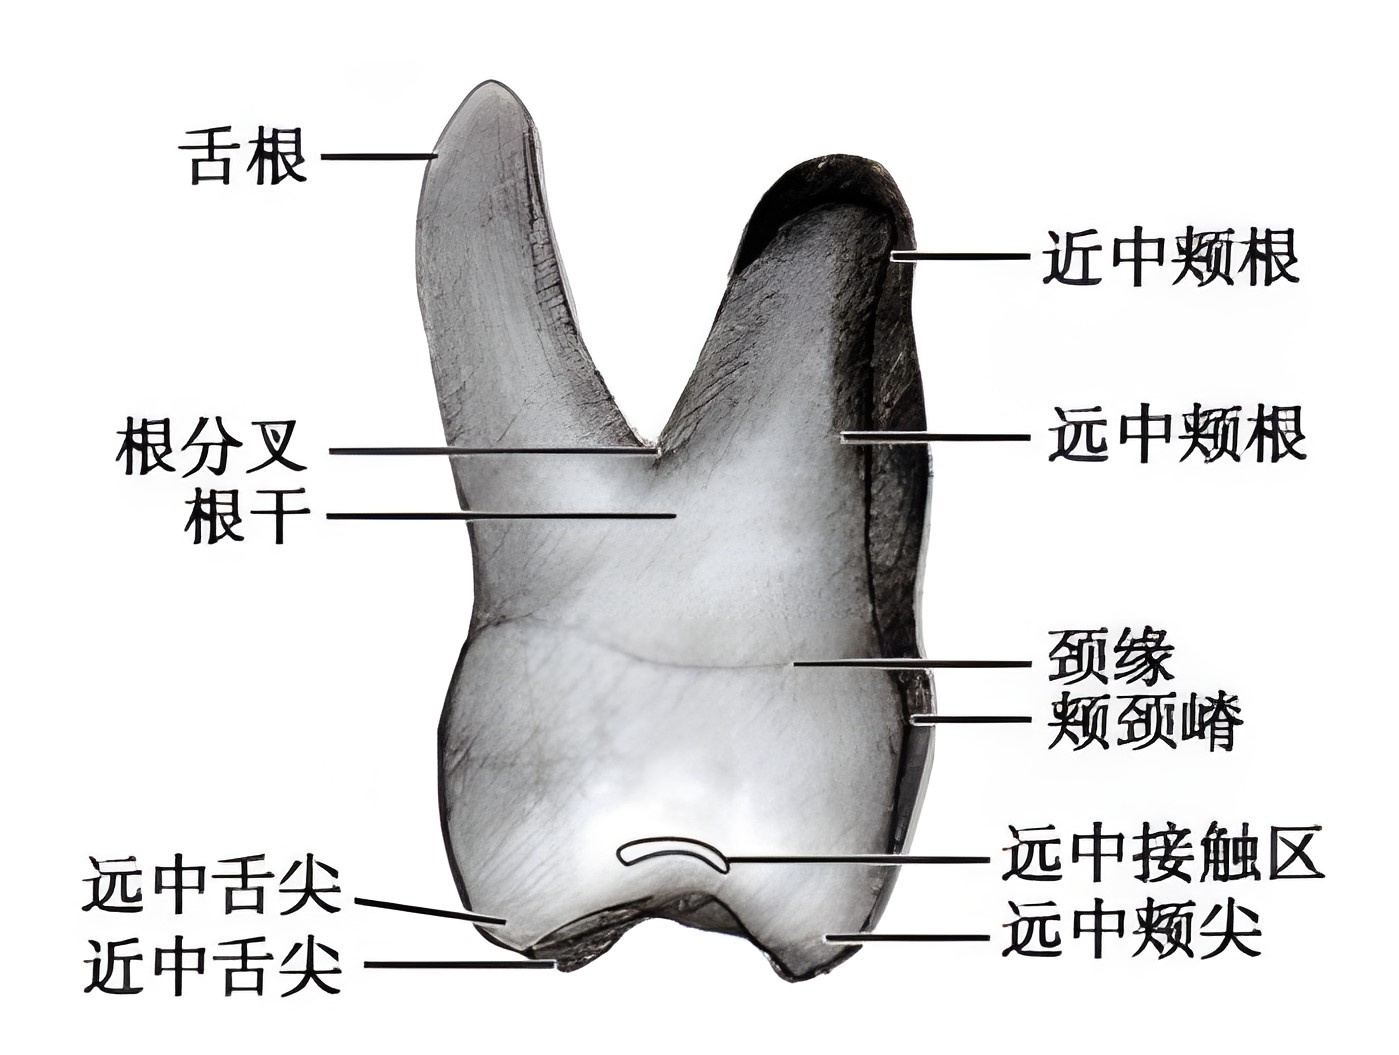 舌根
近中颊根
远中颊根
根分叉
根干
颈缘
颊颈嵴
远中接触区
远中舌尖
远中颊尖
近中舌尖